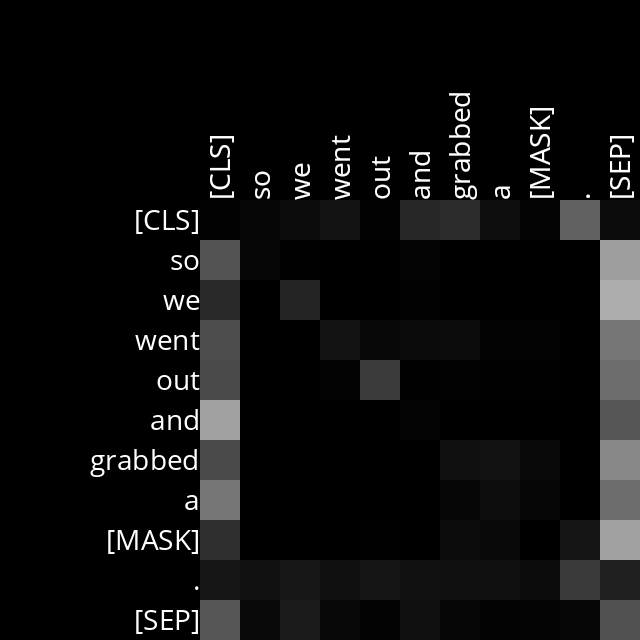 [CLS] so we went out and grabbed a [MASK] . [SEP]
[CLS]
so
we
went
out
and
grabbed
a
[MASK]
.
[SEP]